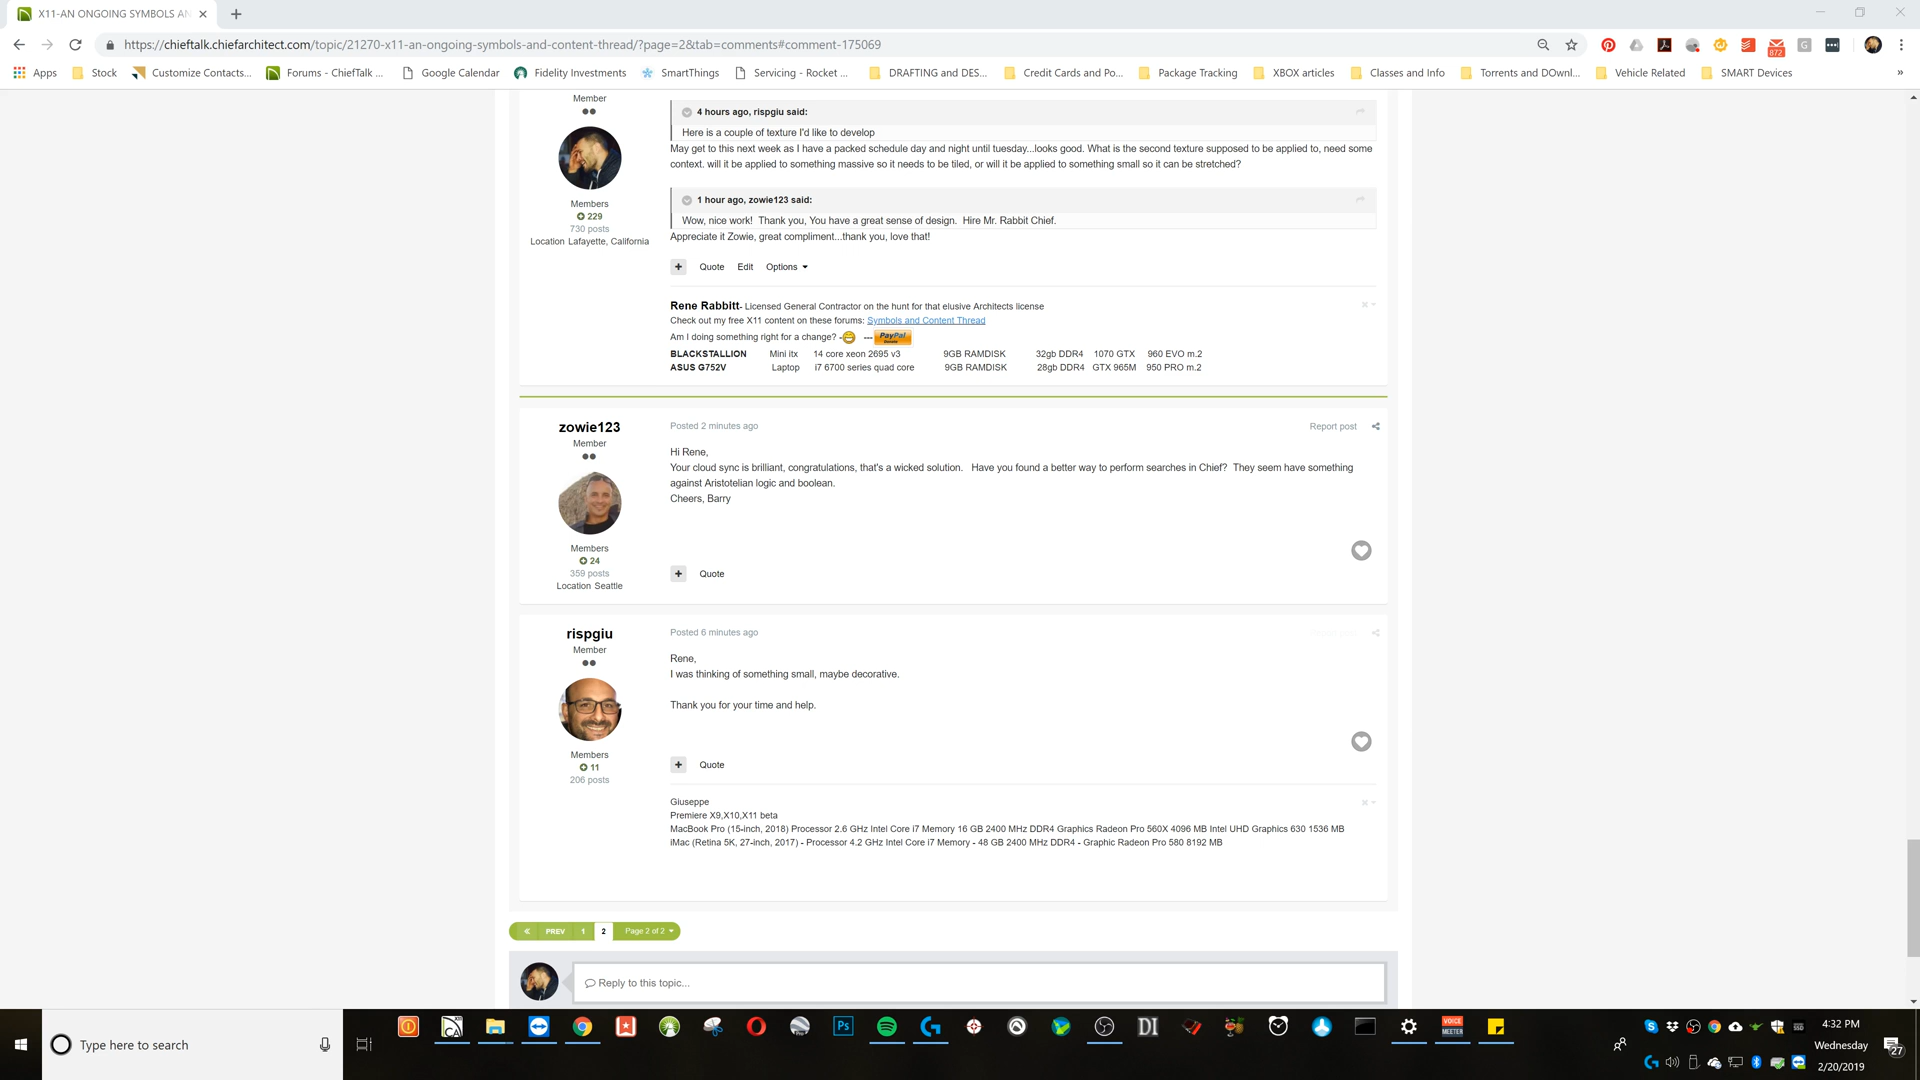 X11-AN ONGOING SYMBOLS AN
https://chieftalk.chiefarchitect.com/topic/21270-x11-an-ongoing-symbols-and-content-thread/?page=2&tab=comments#comment-175069
872
Apps Stock Customize Contacts... Forums - ChiefTalk ... Google Calendar Fidelity Investments SmartThings Servicing - Rocket ... DRAFTING and DES... Credit Cards and Po... Package Tracking XBOX articles Classes and Info Torrents and DOwnl... Vehicle Related SMART Devices »
Member
Members
229
730 posts
Location Lafayette, California
4 hours ago, rispgiu said:
Here is a couple of texture I'd like to develop
May get to this next week as I have a packed schedule day and night until tuesday...looks good. What is the second texture supposed to be applied to, need some
context. will it be applied to something massive so it needs to be tiled, or will it be applied to something small so it can be stretched?
1 hour ago, zowie123 said:
Wow, nice work!  Thank you, You have a great sense of design.  Hire Mr. Rabbit Chief.
Appreciate it Zowie, great compliment...thank you, love that!
+ Quote Edit Options
Rene Rabbitt- Licensed General Contractor on the hunt for that elusive Architects license
Check out my free X11 content on these forums: Symbols and Content Thread
Am I doing something right for a change? - --- PayPal Donate
BLACKSTALLION Mini itx 14 core xeon 2695 v3 9GB RAMDISK 32gb DDR4 1070 GTX 960 EVO m.2
ASUS G752V Laptop i7 6700 series quad core 9GB RAMDISK 28gb DDR4 GTX 965M 950 PRO m.2
zowie123
Member
Members
24
359 posts
Location Seattle
Posted 2 minutes ago
Report post
Hi Rene,
Your cloud sync is brilliant, congratulations, that's a wicked solution.   Have you found a better way to perform searches in Chief?  They seem have something
against Aristotelian logic and boolean.
Cheers, Barry
+ Quote
rispgiu
Member
Members
11
206 posts
Posted 6 minutes ago
Rene,
I was thinking of something small, maybe decorative.
Thank you for your time and help.
+ Quote
Giuseppe
Premiere X9,X10,X11 beta
MacBook Pro (15-inch, 2018) Processor 2.6 GHz Intel Core i7 Memory 16 GB 2400 MHz DDR4 Graphics Radeon Pro 560X 4096 MB Intel UHD Graphics 630 1536 MB
iMac (Retina 5K, 27-inch, 2017) - Processor 4.2 GHz Intel Core i7 Memory - 48 GB 2400 MHz DDR4 - Graphic Radeon Pro 580 8192 MB
« PREV 1 2 Page 2 of 2
Reply to this topic...
Type here to search
CA
Ps
DI
VOICE MEETER
4:32 PM
Wednesday
2/20/2019
27